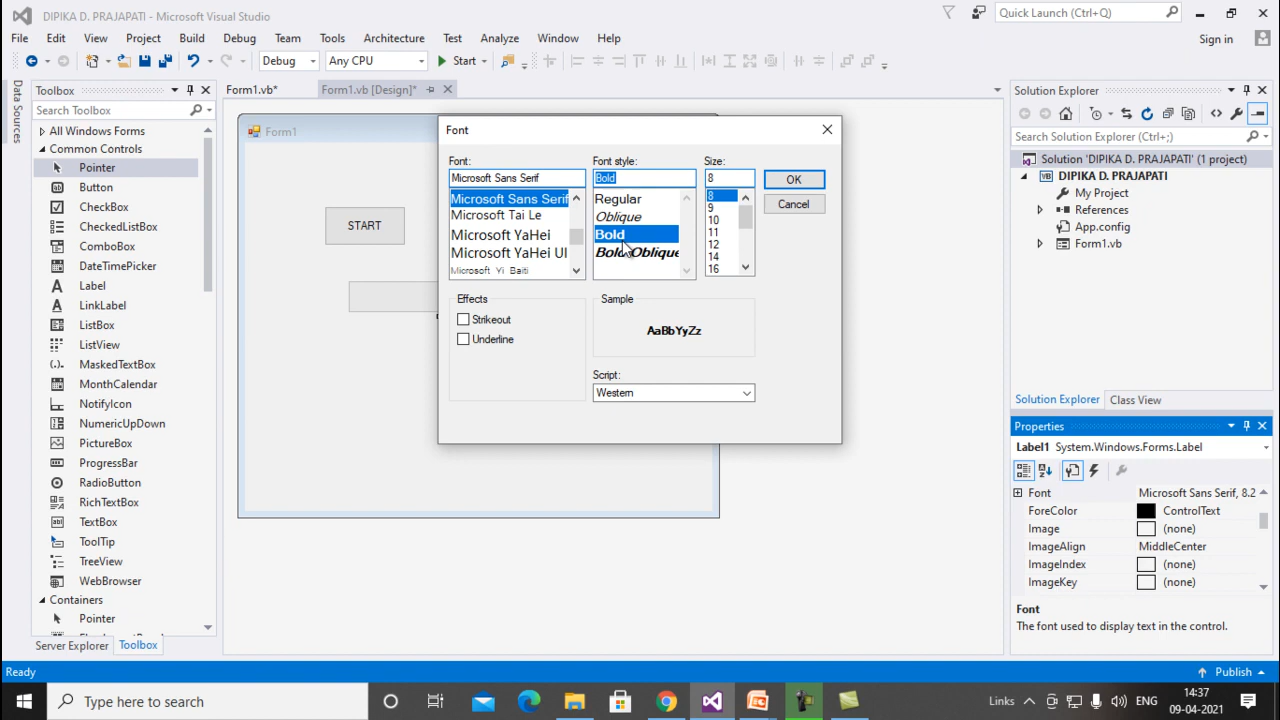 DIPIKA D. PRAJAPATI - Microsoft Visual Studio
Quick Launch (Ctrl+Q)
File Edit View Project Build Debug Team Tools Architecture Test Analyze Window Help
Sign in
Debug Any CPU Start
Data Sources
Toolbox
Search Toolbox
All Windows Forms
Common Controls
Pointer
Button
CheckBox
CheckedListBox
ComboBox
DateTimePicker
Label
LinkLabel
ListBox
ListView
MaskedTextBox
MonthCalendar
NotifyIcon
NumericUpDown
PictureBox
ProgressBar
RadioButton
RichTextBox
TextBox
ToolTip
TreeView
WebBrowser
Containers
Pointer
Server Explorer Toolbox
Form1.vb* Form1.vb [Design]*
Form1
START
Font
Font:
Microsoft Sans Serif
Microsoft Sans Serif
Microsoft Tai Le
Microsoft YaHei
Microsoft YaHei UI
Microsoft Yi Baiti
Font style:
Bold
Regular
Oblique
Bold
Bold Oblique
Size:
8
8
9
10
11
12
14
16
OK
Cancel
Effects
Strikeout
Underline
Sample
AaBbYyZz
Script:
Western
Solution Explorer
Search Solution Explorer (Ctrl+;)
Solution 'DIPIKA D. PRAJAPATI' (1 project)
DIPIKA D. PRAJAPATI
My Project
References
App.config
Form1.vb
Solution Explorer Class View
Properties
Label1 System.Windows.Forms.Label
Font Microsoft Sans Serif, 8.2
ForeColor ControlText
Image (none)
ImageAlign MiddleCenter
ImageIndex (none)
ImageKey (none)
Font
The font used to display text in the control.
Ready
Publish
Type here to search
Links
ENG
14:37
09-04-2021